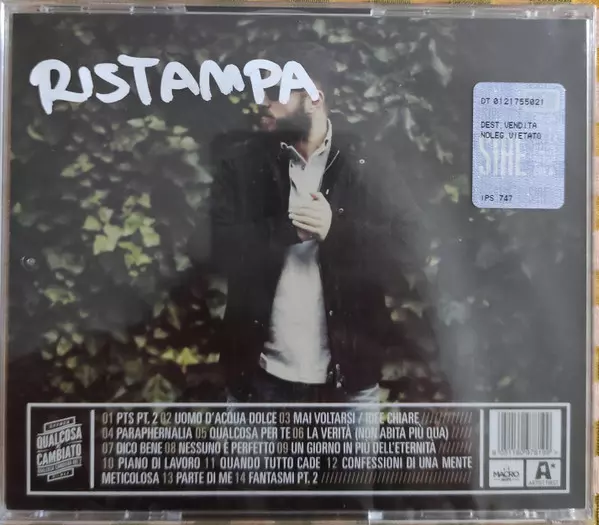 RISTAMPA
DT 0121755021
DEST.VENDITA
NOLEG.VIETATO
SIAE
IPS 747
QUALCOSA
CAMBIATO
01 PTS PT. 2 02 UOMO D'ACQUA DOLCE 03 MAI VOLTARSI / IDEE CHIARE
04 PARAPHERNALIA 05 QUALCOSA PER TE 06 LA VERITÀ (NON ABITA PIÙ QUA)
07 DICO BENE 08 NESSUNO È PERFETTO 09 UN GIORNO IN PIÙ DELL'ETERNITÀ
10 PIANO DI LAVORO 11 QUANDO TUTTO CADE 12 CONFESSIONI DI UNA MENTE
METICOLOSA 13 PARTE DI ME 14 FANTASMI PT. 2
MACRO
A*